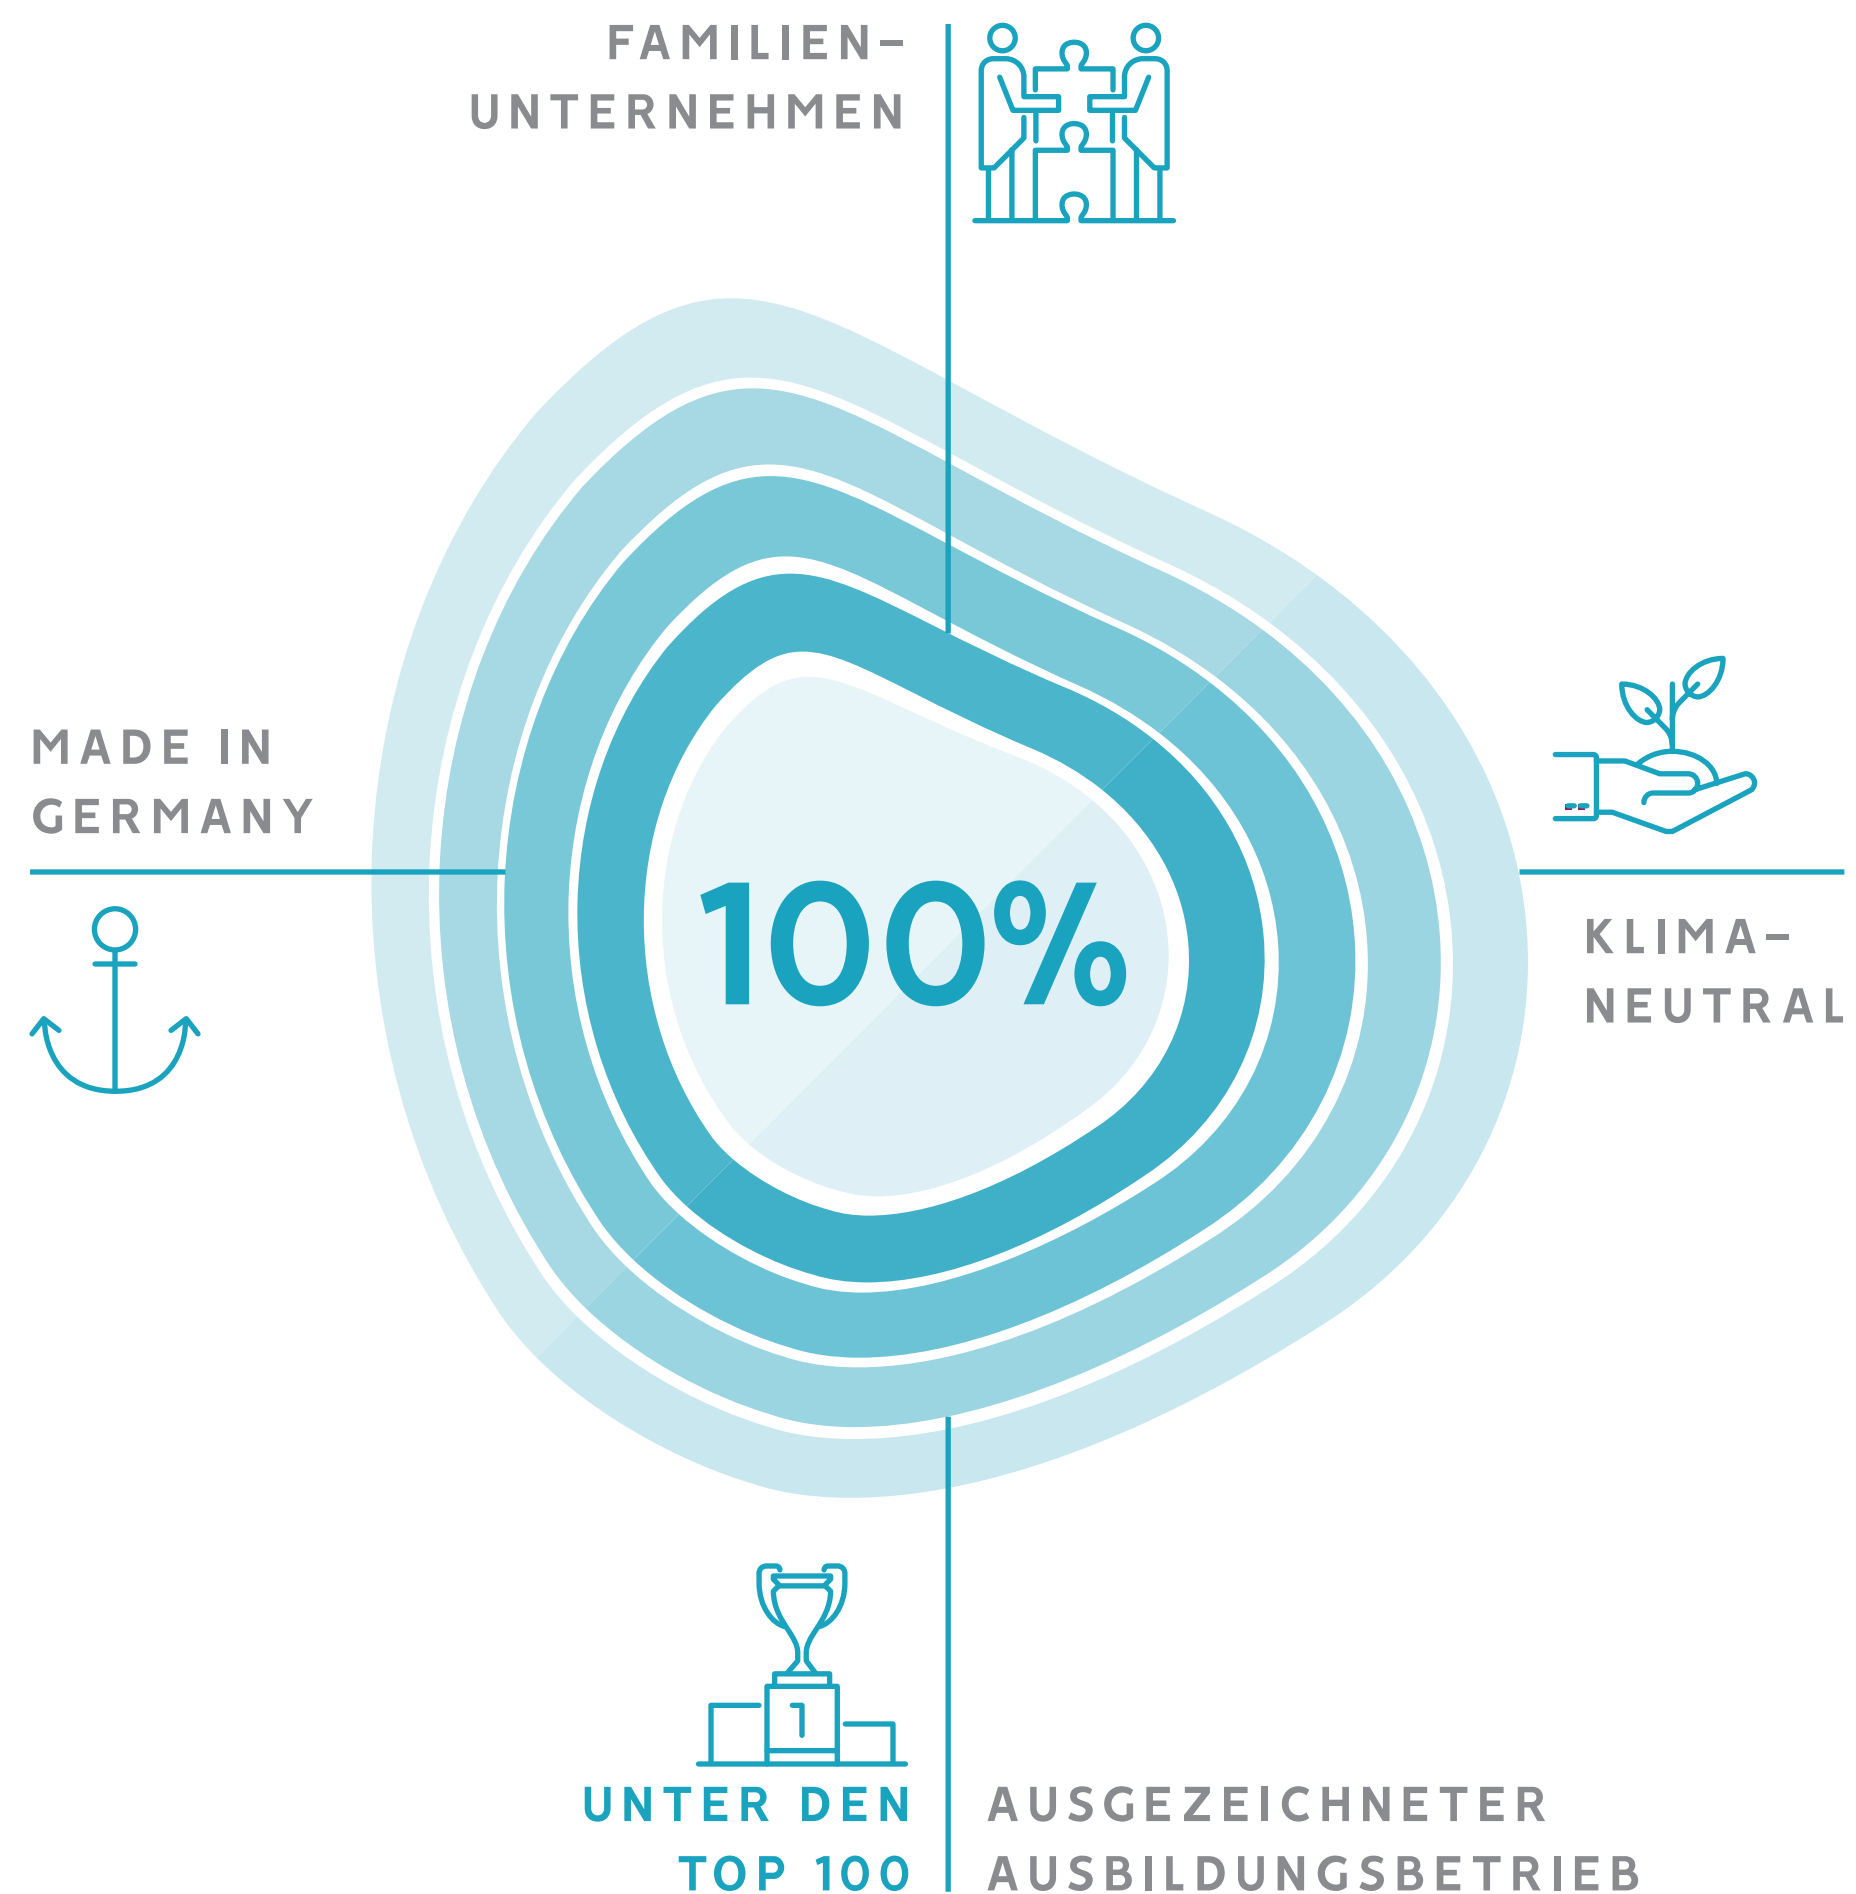 FAMILIEN–
UNTERNEHMEN
MADE IN
GERMANY
100%
KLIMA–
NEUTRAL
1
UNTER DEN
TOP 100
AUSGEZEICHNETER
AUSBILDUNGSBETRIEB